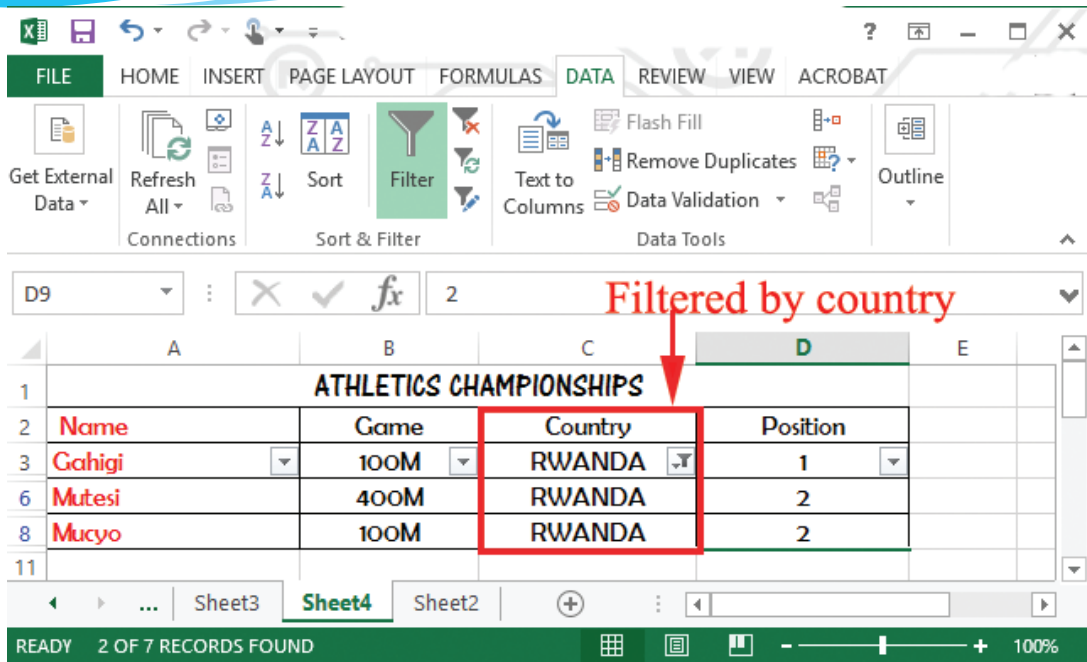 ?
FILE HOME INSERT PAGE LAYOUT FORMULAS DATA REVIEW VIEW ACROBAT
Get External Data
Refresh All
Sort
Filter
Text to Columns
Flash Fill
Remove Duplicates
Data Validation
Outline
Connections Sort & Filter Data Tools
D9 fx 2
Filtered by country
A B C D E
1 ATHLETICS CHAMPIONSHIPS
2 Name Game Country Position
3 Gahigi 100M RWANDA 1
6 Mutesi 400M RWANDA 2
8 Mucyo 100M RWANDA 2
11
... Sheet3 Sheet4 Sheet2
READY 2 OF 7 RECORDS FOUND 100%